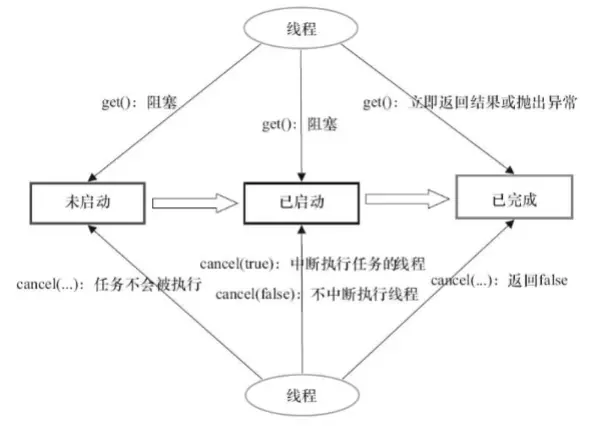 线程
get()：阻塞
get()：立即返回结果或抛出异常
get()：阻塞
未启动
已启动
已完成
cancel(true)：中断执行任务的线程
cancel(...)：任务不会被执行
cancel(...)：返回false
cancel(false)：不中断执行线程
线程